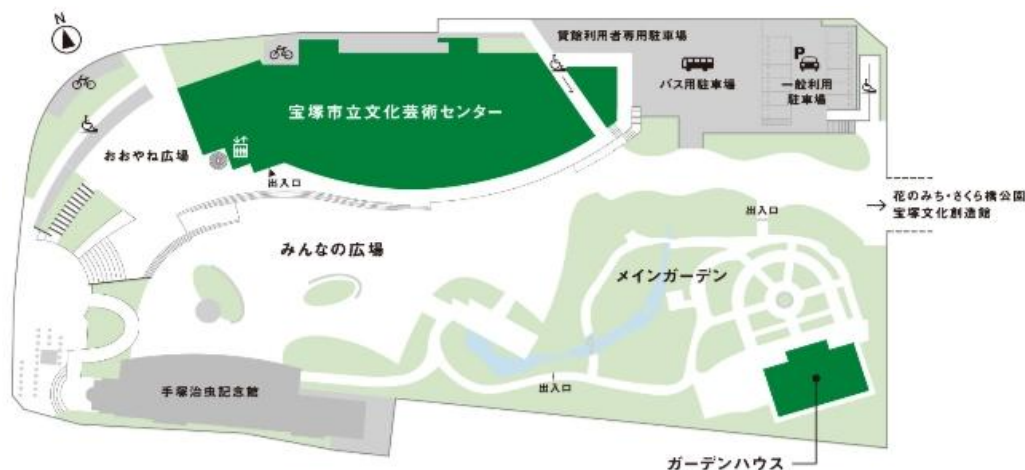 N
貸館利用者専用駐車場
バス用駐車場
P
一般利用
駐車場
宝塚市立文化芸術センター
おおやね広場
出入口
花のみち・さくら橋公園
宝塚文化創造館
出入口
みんなの広場
メインガーデン
手塚治虫記念館
出入口
ガーデンハウス